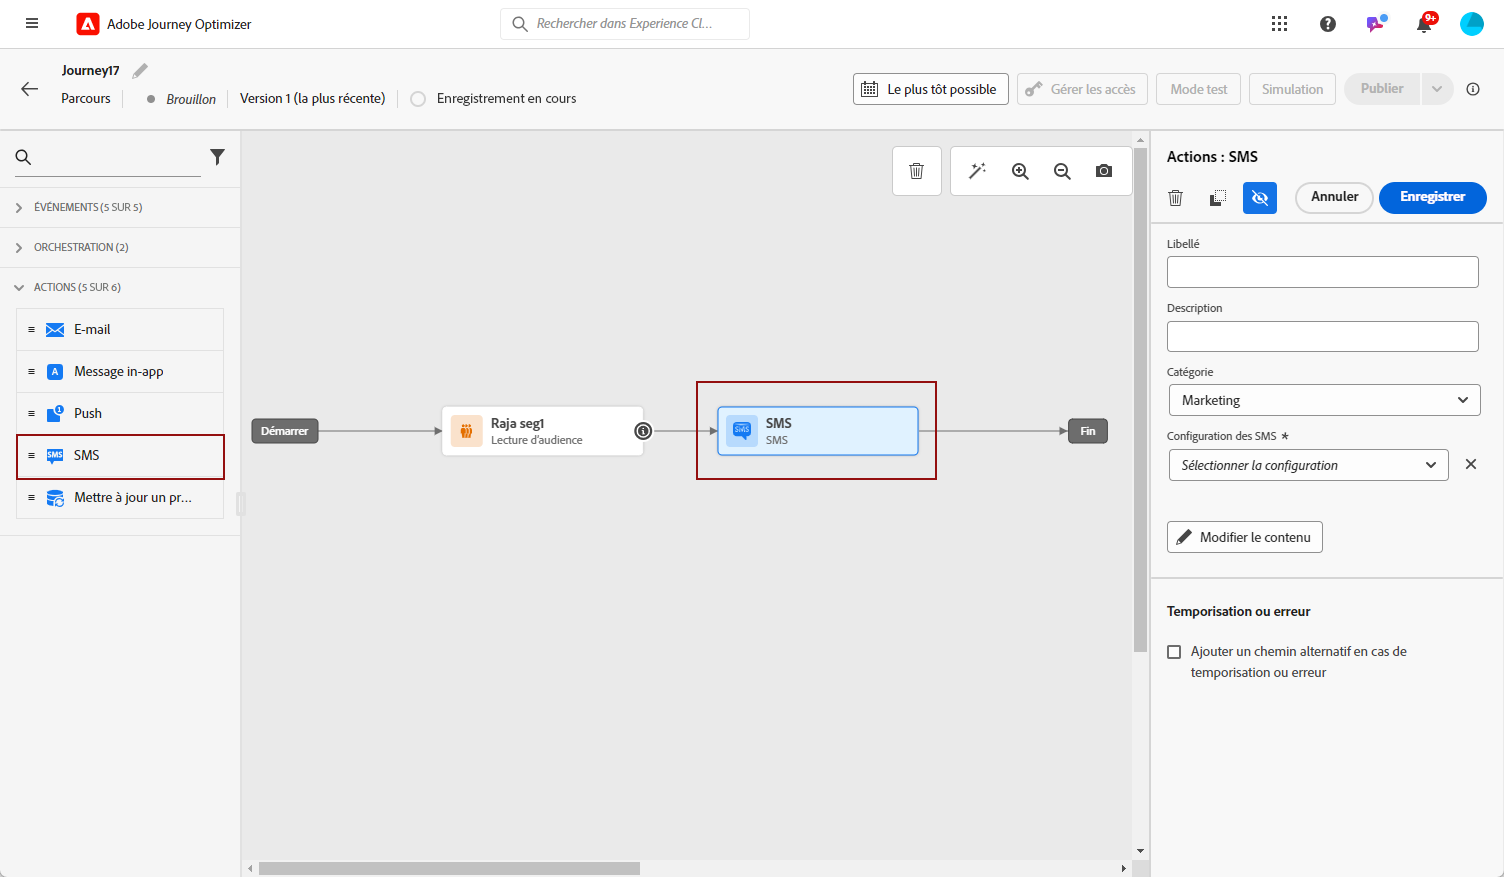 Adobe Journey Optimizer
Rechercher dans Experience Cl...
9+
Journey17
Parcours
Brouillon
Version 1 (la plus récente)
Enregistrement en cours
Le plus tôt possible
Gérer les accès
Mode test
Simulation
Publier
ÉVÉNEMENTS (5 SUR 5)
ORCHESTRATION (2)
ACTIONS (5 SUR 6)
E-mail
A
Message in-app
1
Push
SMS
SMS
Mettre à jour un pr...
Démarrer
Raja seg1
Lecture d'audience
SMS
SMS
SMS
Fin
Actions : SMS
Annuler
Enregistrer
Libellé
Description
Catégorie
Marketing
Configuration des SMS *
Sélectionner la configuration
Modifier le contenu
Temporisation ou erreur
Ajouter un chemin alternatif en cas de
temporisation ou erreur